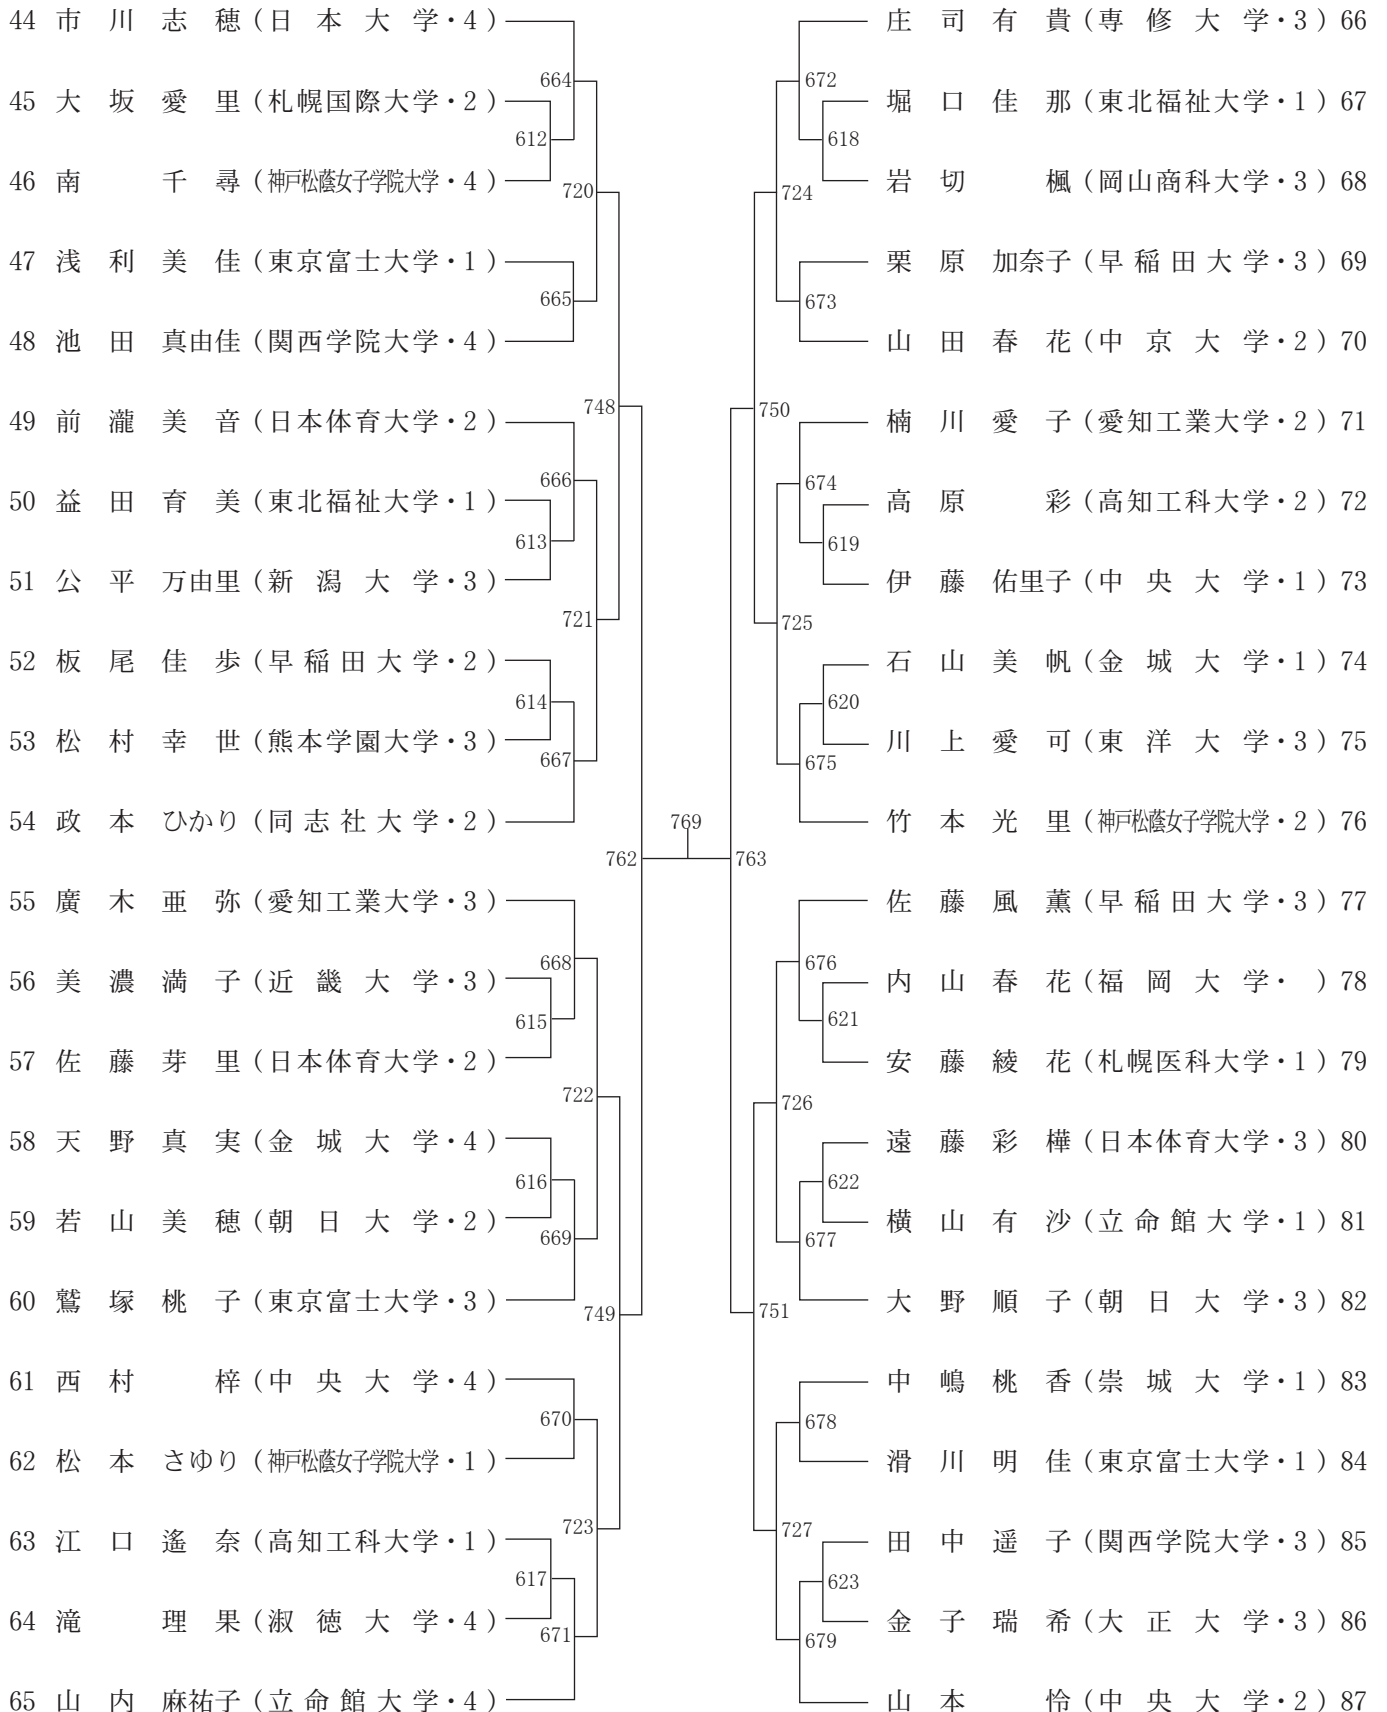 44 市川志穂(日本大学・4)
664
45 大坂愛里(札幌国際大学・2)
612
46 南千尋(神戸松蔭女子学院大学・4)
720
47 浅利美佳(東京富士大学・1)
665
48 池田真由佳(関西学院大学・4)
748
49 前瀧美音(日本体育大学・2)
666
50 益田育美(東北福祉大学・1)
613
51 公平万由里(新潟大学・3)
721
52 板尾佳歩(早稲田大学・2)
614
53 松村幸世(熊本学園大学・3)
667
54 政本ひかり(同志社大学・2)
762
55 廣木亜弥(愛知工業大学・3)
668
56 美濃満子(近畿大学・3)
615
57 佐藤芽里(日本体育大学・2)
722
58 天野真実(金城大学・4)
616
59 若山美穂(朝日大学・2)
669
60 鷲塚桃子(東京富士大学・3)
749
61 西村梓(中央大学・4)
670
62 松本さゆり(神戸松蔭女子学院大学・1)
723
63 江口遙奈(高知工科大学・1)
617
64 滝理果(淑徳大学・4)
671
65 山内麻祐子(立命館大学・4)
769
庄司有貴(専修大学・3)66
672
堀口佳那(東北福祉大学・1)67
618
岩切楓(岡山商科大学・3)68
724
栗原加奈子(早稲田大学・3)69
673
山田春花(中京大学・2)70
750
楠川愛子(愛知工業大学・2)71
674
高原彩(高知工科大学・2)72
619
伊藤佑里子(中央大学・1)73
725
石山美帆(金城大学・1)74
620
川上愛可(東洋大学・3)75
675
竹本光里(神戸松蔭女子学院大学・2)76
763
佐藤風薫(早稲田大学・3)77
676
内山春花(福岡大学・ )78
621
安藤綾花(札幌医科大学・1)79
726
遠藤彩樺(日本体育大学・3)80
622
横山有沙(立命館大学・1)81
677
大野順子(朝日大学・3)82
751
中嶋桃香(崇城大学・1)83
678
滑川明佳(東京富士大学・1)84
727
田中遥子(関西学院大学・3)85
623
金子瑞希(大正大学・3)86
679
山本怜(中央大学・2)87